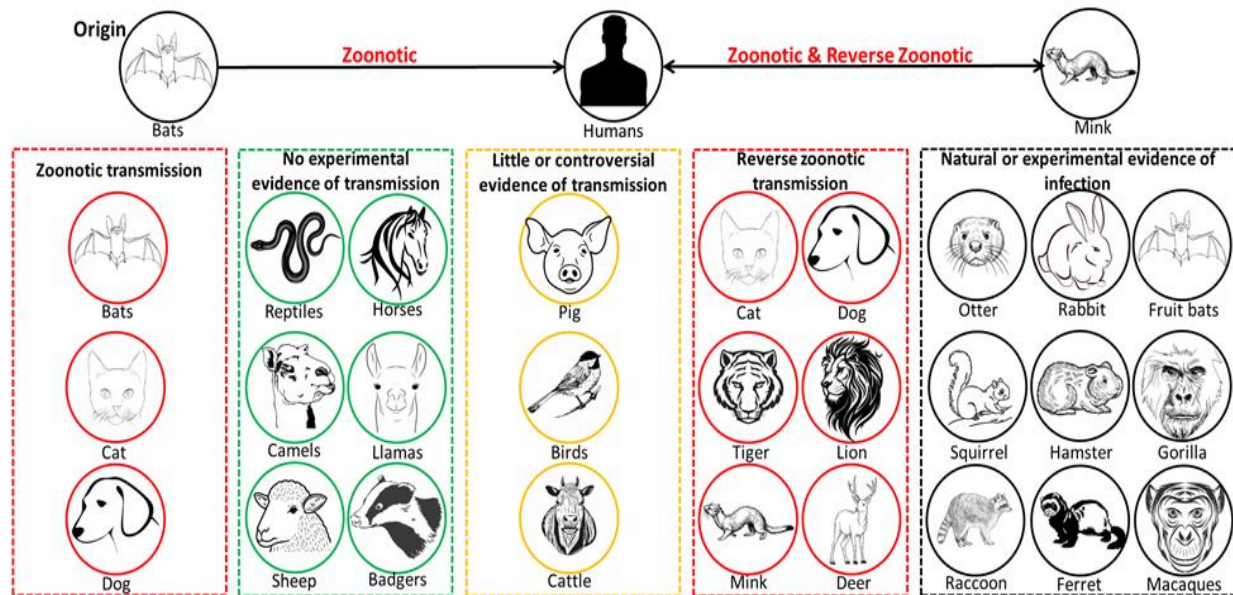 Origin
Zoonotic
Zoonotic & Reverse Zoonotic
Bats
Humans
Mink
Zoonotic transmission
Bats
Cat
Dog
No experimental
evidence of transmission
Reptiles
Horses
Camels
Llamas
Sheep
Badgers
Little or controversial
evidence of transmission
Pig
Birds
Cattle
Reverse zoonotic
transmission
Cat
Dog
Tiger
Lion
Mink
Deer
Natural or experimental evidence of
infection
Otter
Rabbit
Fruit bats
Squirrel
Hamster
Gorilla
Raccoon
Ferret
Macaques